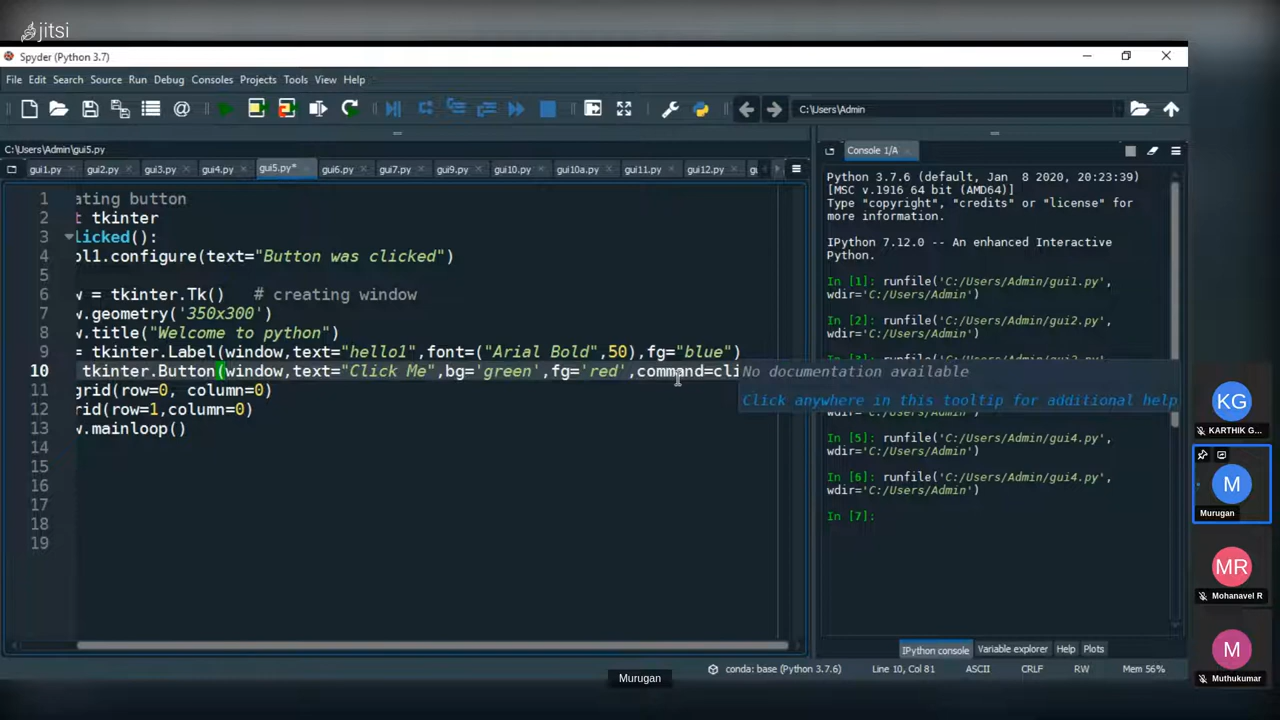 jitsi
Spyder (Python 3.7)
File Edit Search Source Run Debug Consoles Projects Tools View Help
C:\Users\Admin
C:\Users\Admin\gui5.py
gui1.py gui2.py gui3.py gui4.py gui5.py* gui6.py gui7.py gui9.py gui10.py gui10a.py gui11.py gui12.py gu
1 ating button
2 t tkinter
3 licked():
4 bl1.configure(text="Button was clicked")
5
6 w = tkinter.Tk() # creating window
7 w.geometry('350x300')
8 w.title("Welcome to python")
9 = tkinter.Label(window,text="hello1",font=("Arial Bold",50),fg="blue")
10 tkinter.Button(window,text="Click Me",bg='green',fg='red',command=cli
11 grid(row=0, column=0)
12 rid(row=1,column=0)
13 w.mainloop()
14
15
16
17
18
19
No documentation available
Click anywhere in this tooltip for additional help
Console 1/A
Python 3.7.6 (default, Jan 8 2020, 20:23:39)
[MSC v.1916 64 bit (AMD64)]
Type "copyright", "credits" or "license" for
more information.
IPython 7.12.0 -- An enhanced Interactive
Python.
In [1]: runfile('C:/Users/Admin/gui1.py',
wdir='C:/Users/Admin')
In [2]: runfile('C:/Users/Admin/gui2.py',
wdir='C:/Users/Admin')
wdir='C:/Users/Admin')
In [5]: runfile('C:/Users/Admin/gui4.py',
wdir='C:/Users/Admin')
In [6]: runfile('C:/Users/Admin/gui4.py',
wdir='C:/Users/Admin')
In [7]:
IPython console Variable explorer Help Plots
conda: base (Python 3.7.6) Line 10, Col 81 ASCII CRLF RW Mem 56%
Murugan
KG
KARTHIK G...
M
Murugan
MR
Mohanavel R
M
Muthukumar